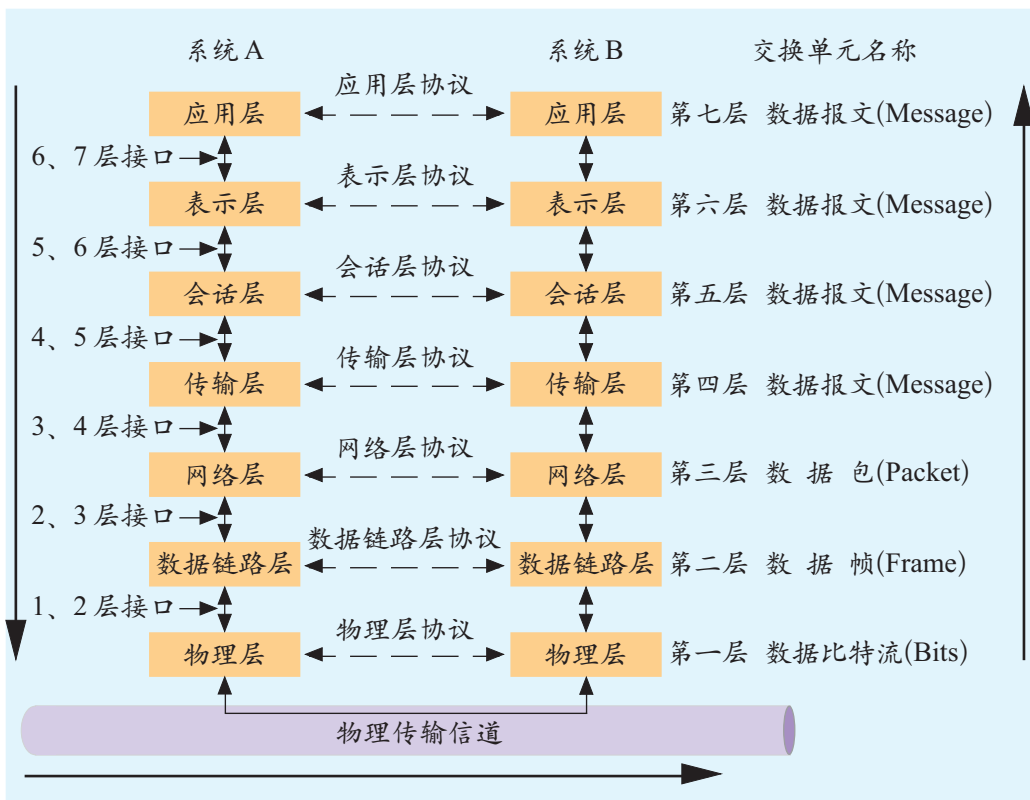 系统A 系统B 交换单元名称
应用层协议
应用层 应用层 第七层 数据报文(Message)
6、7层接口
表示层协议
表示层 表示层 第六层 数据报文(Message)
5、6层接口
会话层协议
会话层 会话层 第五层 数据报文(Message)
4、5层接口
传输层协议
传输层 传输层 第四层 数据报文(Message)
3、4层接口
网络层协议
网络层 网络层 第三层 数 据 包(Packet)
2、3层接口
数据链路层协议
数据链路层 数据链路层 第二层 数 据 帧(Frame)
1、2层接口
物理层协议
物理层 物理层 第一层 数据比特流(Bits)
物理传输信道